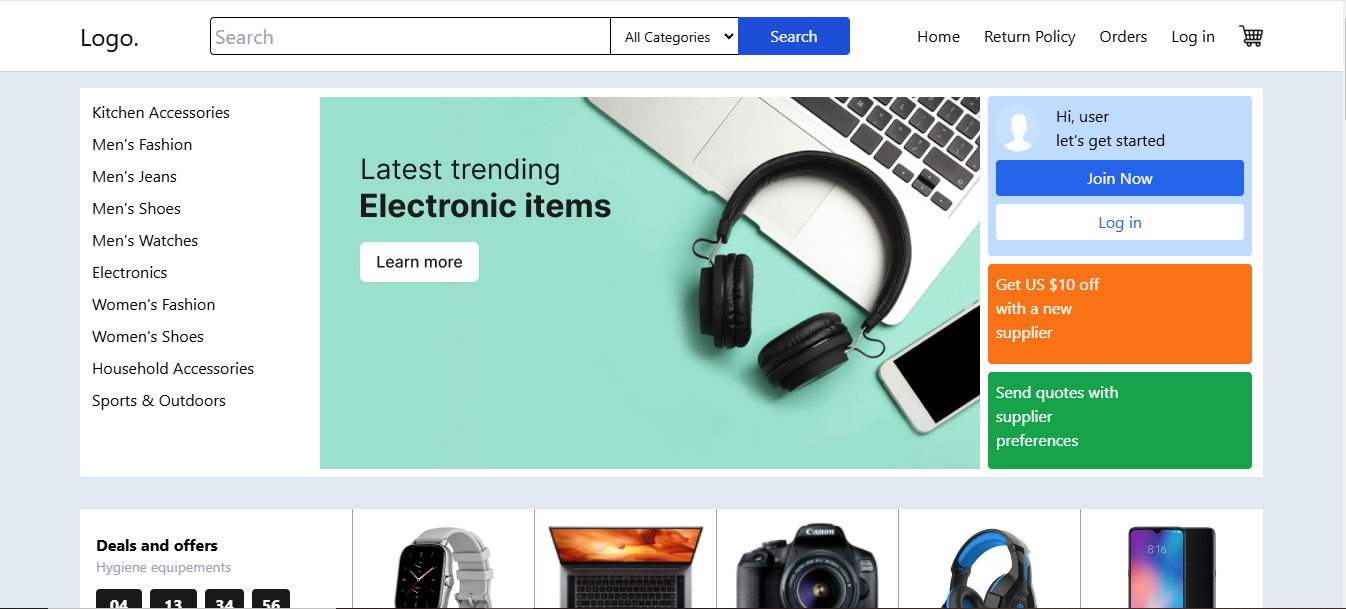 Logo.
Search
All Categories
Search
Home
Return Policy
Orders
Log in
Kitchen Accessories
Men's Fashion
Men's Jeans
Men's Shoes
Men's Watches
Electronics
Women's Fashion
Women's Shoes
Household Accessories
Sports & Outdoors
Latest trending
Electronic items
Learn more
Hi, user
let's get started
Join Now
Log in
Get US $10 off
with a new
supplier
Send quotes with
supplier
preferences
Deals and offers
Hygiene equipements
04 13 34 56
Canon
8:16